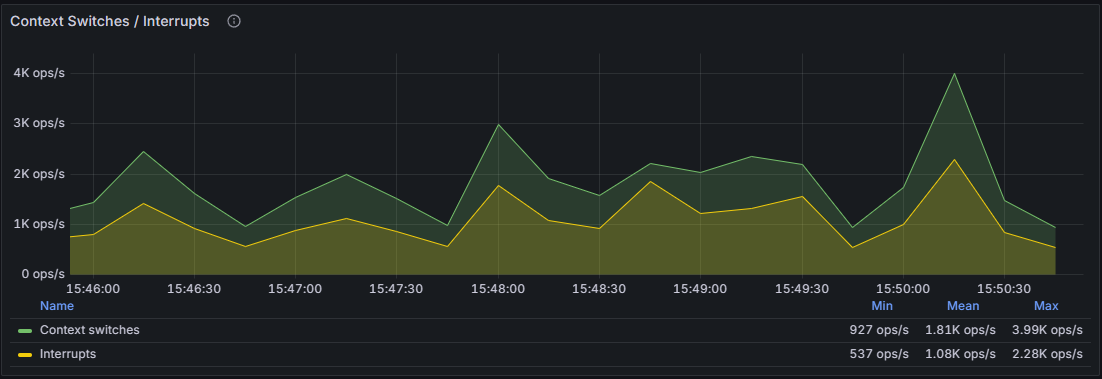 Context Switches / Interrupts
4K ops/s
3K ops/s
2K ops/s
1K ops/s
0 ops/s
15:46:00 15:46:30 15:47:00 15:47:30 15:48:00 15:48:30 15:49:00 15:49:30 15:50:00 15:50:30
Name Min Mean Max
Context switches 927 ops/s 1.81K ops/s 3.99K ops/s
Interrupts 537 ops/s 1.08K ops/s 2.28K ops/s